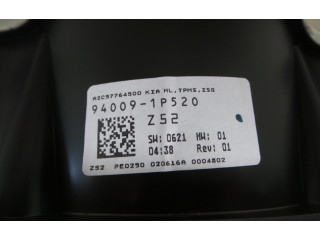 A2C97764500 KIA ML,TPMS,ISG
94009-1P520
Z52
SW: 0621 HW: 01
04:38 Rev: 01
Z52 PED290 020616A 0004802